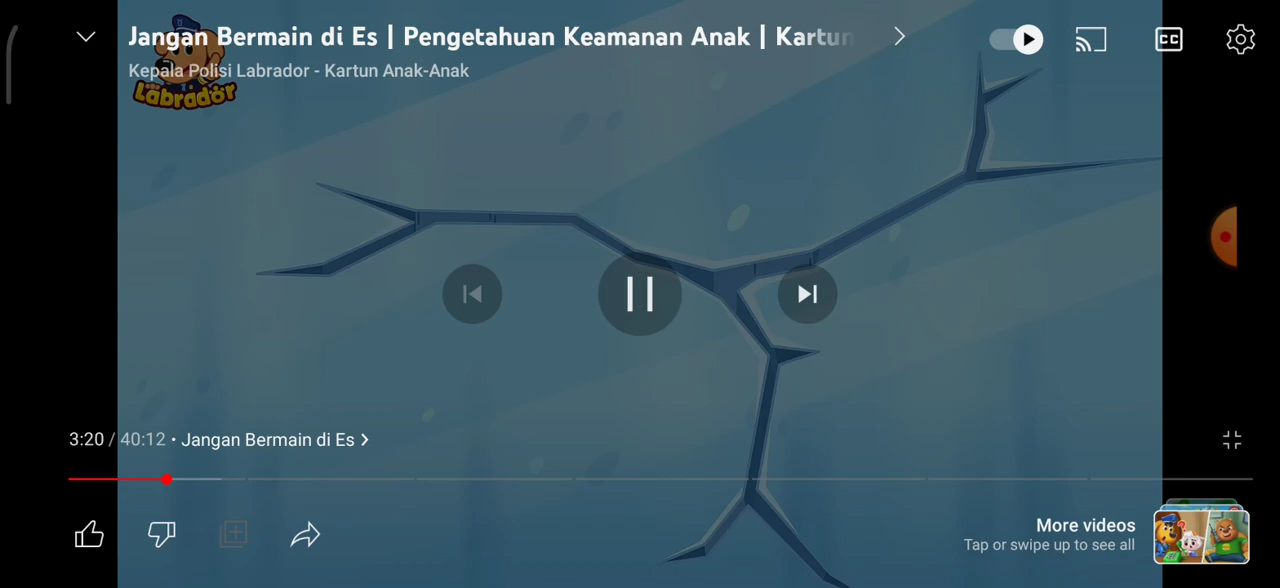 Jangan Bermain di Es | Pengetahuan Keamanan Anak | Kartun
Kepala Polisi Labrador - Kartun Anak-Anak
Labrador
CC
3:20 / 40:12 • Jangan Bermain di Es
More videos
Tap or swipe up to see all